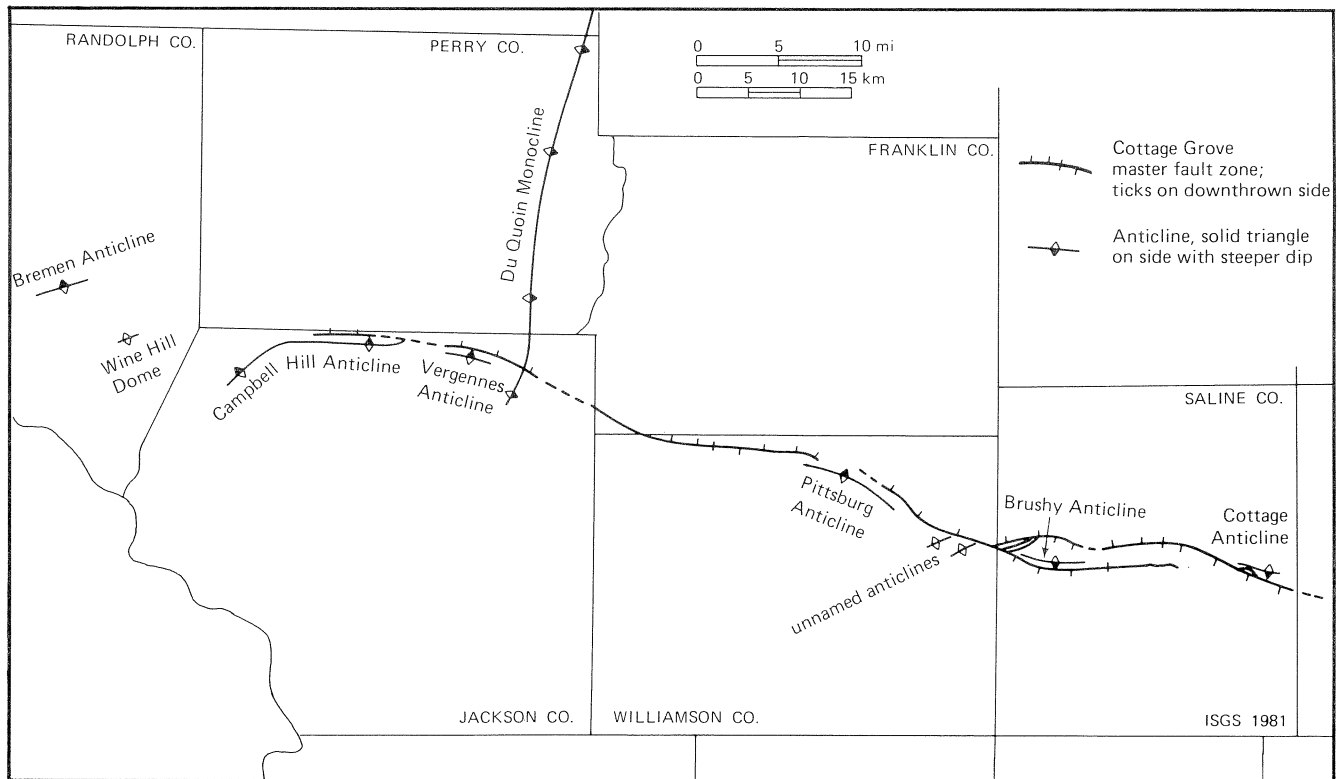 RANDOLPH CO.
PERRY CO.
0 5 10 mi
0 5 10 15 km
FRANKLIN CO.
Cottage Grove
master fault zone;
ticks on downthrown side
Anticline, solid triangle
on side with steeper dip
Du Quoin Monocline
Bremen Anticline
Wine Hill
Dome
Campbell Hill Anticline
Vergennes
Anticline
SALINE CO.
Pittsburg
Anticline
Brushy Anticline
Cottage
Anticline
unnamed anticlines
JACKSON CO.
WILLIAMSON CO.
ISGS 1981